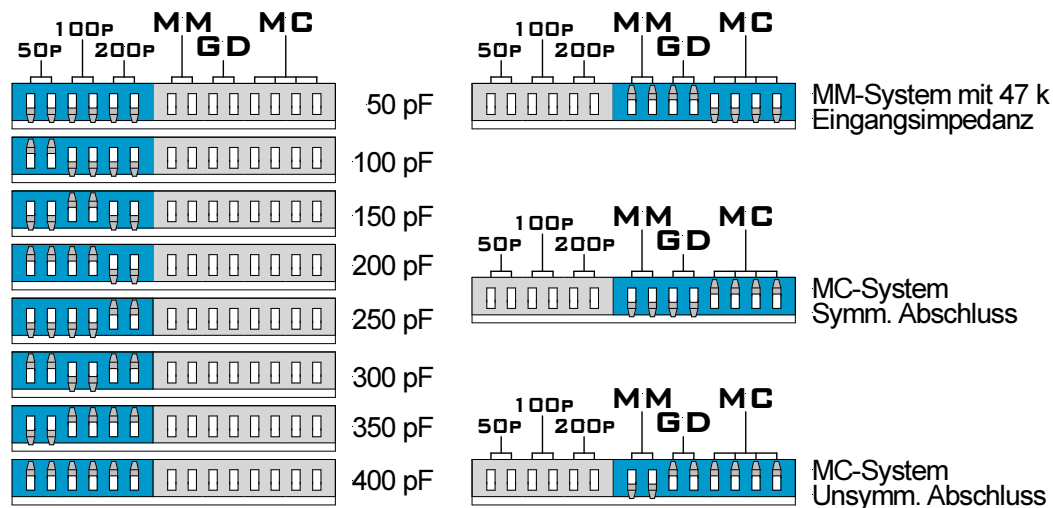 100P MM MC
50P 200P GD
50 pF
100 pF
150 pF
200 pF
250 pF
300 pF
350 pF
400 pF
100P MM MC
50P 200P GD
MM-System mit 47 k
Eingangsimpedanz
100P MM MC
50P 200P GD
MC-System
Symm. Abschluss
100P MM MC
50P 200P GD
MC-System
Unsymm. Abschluss